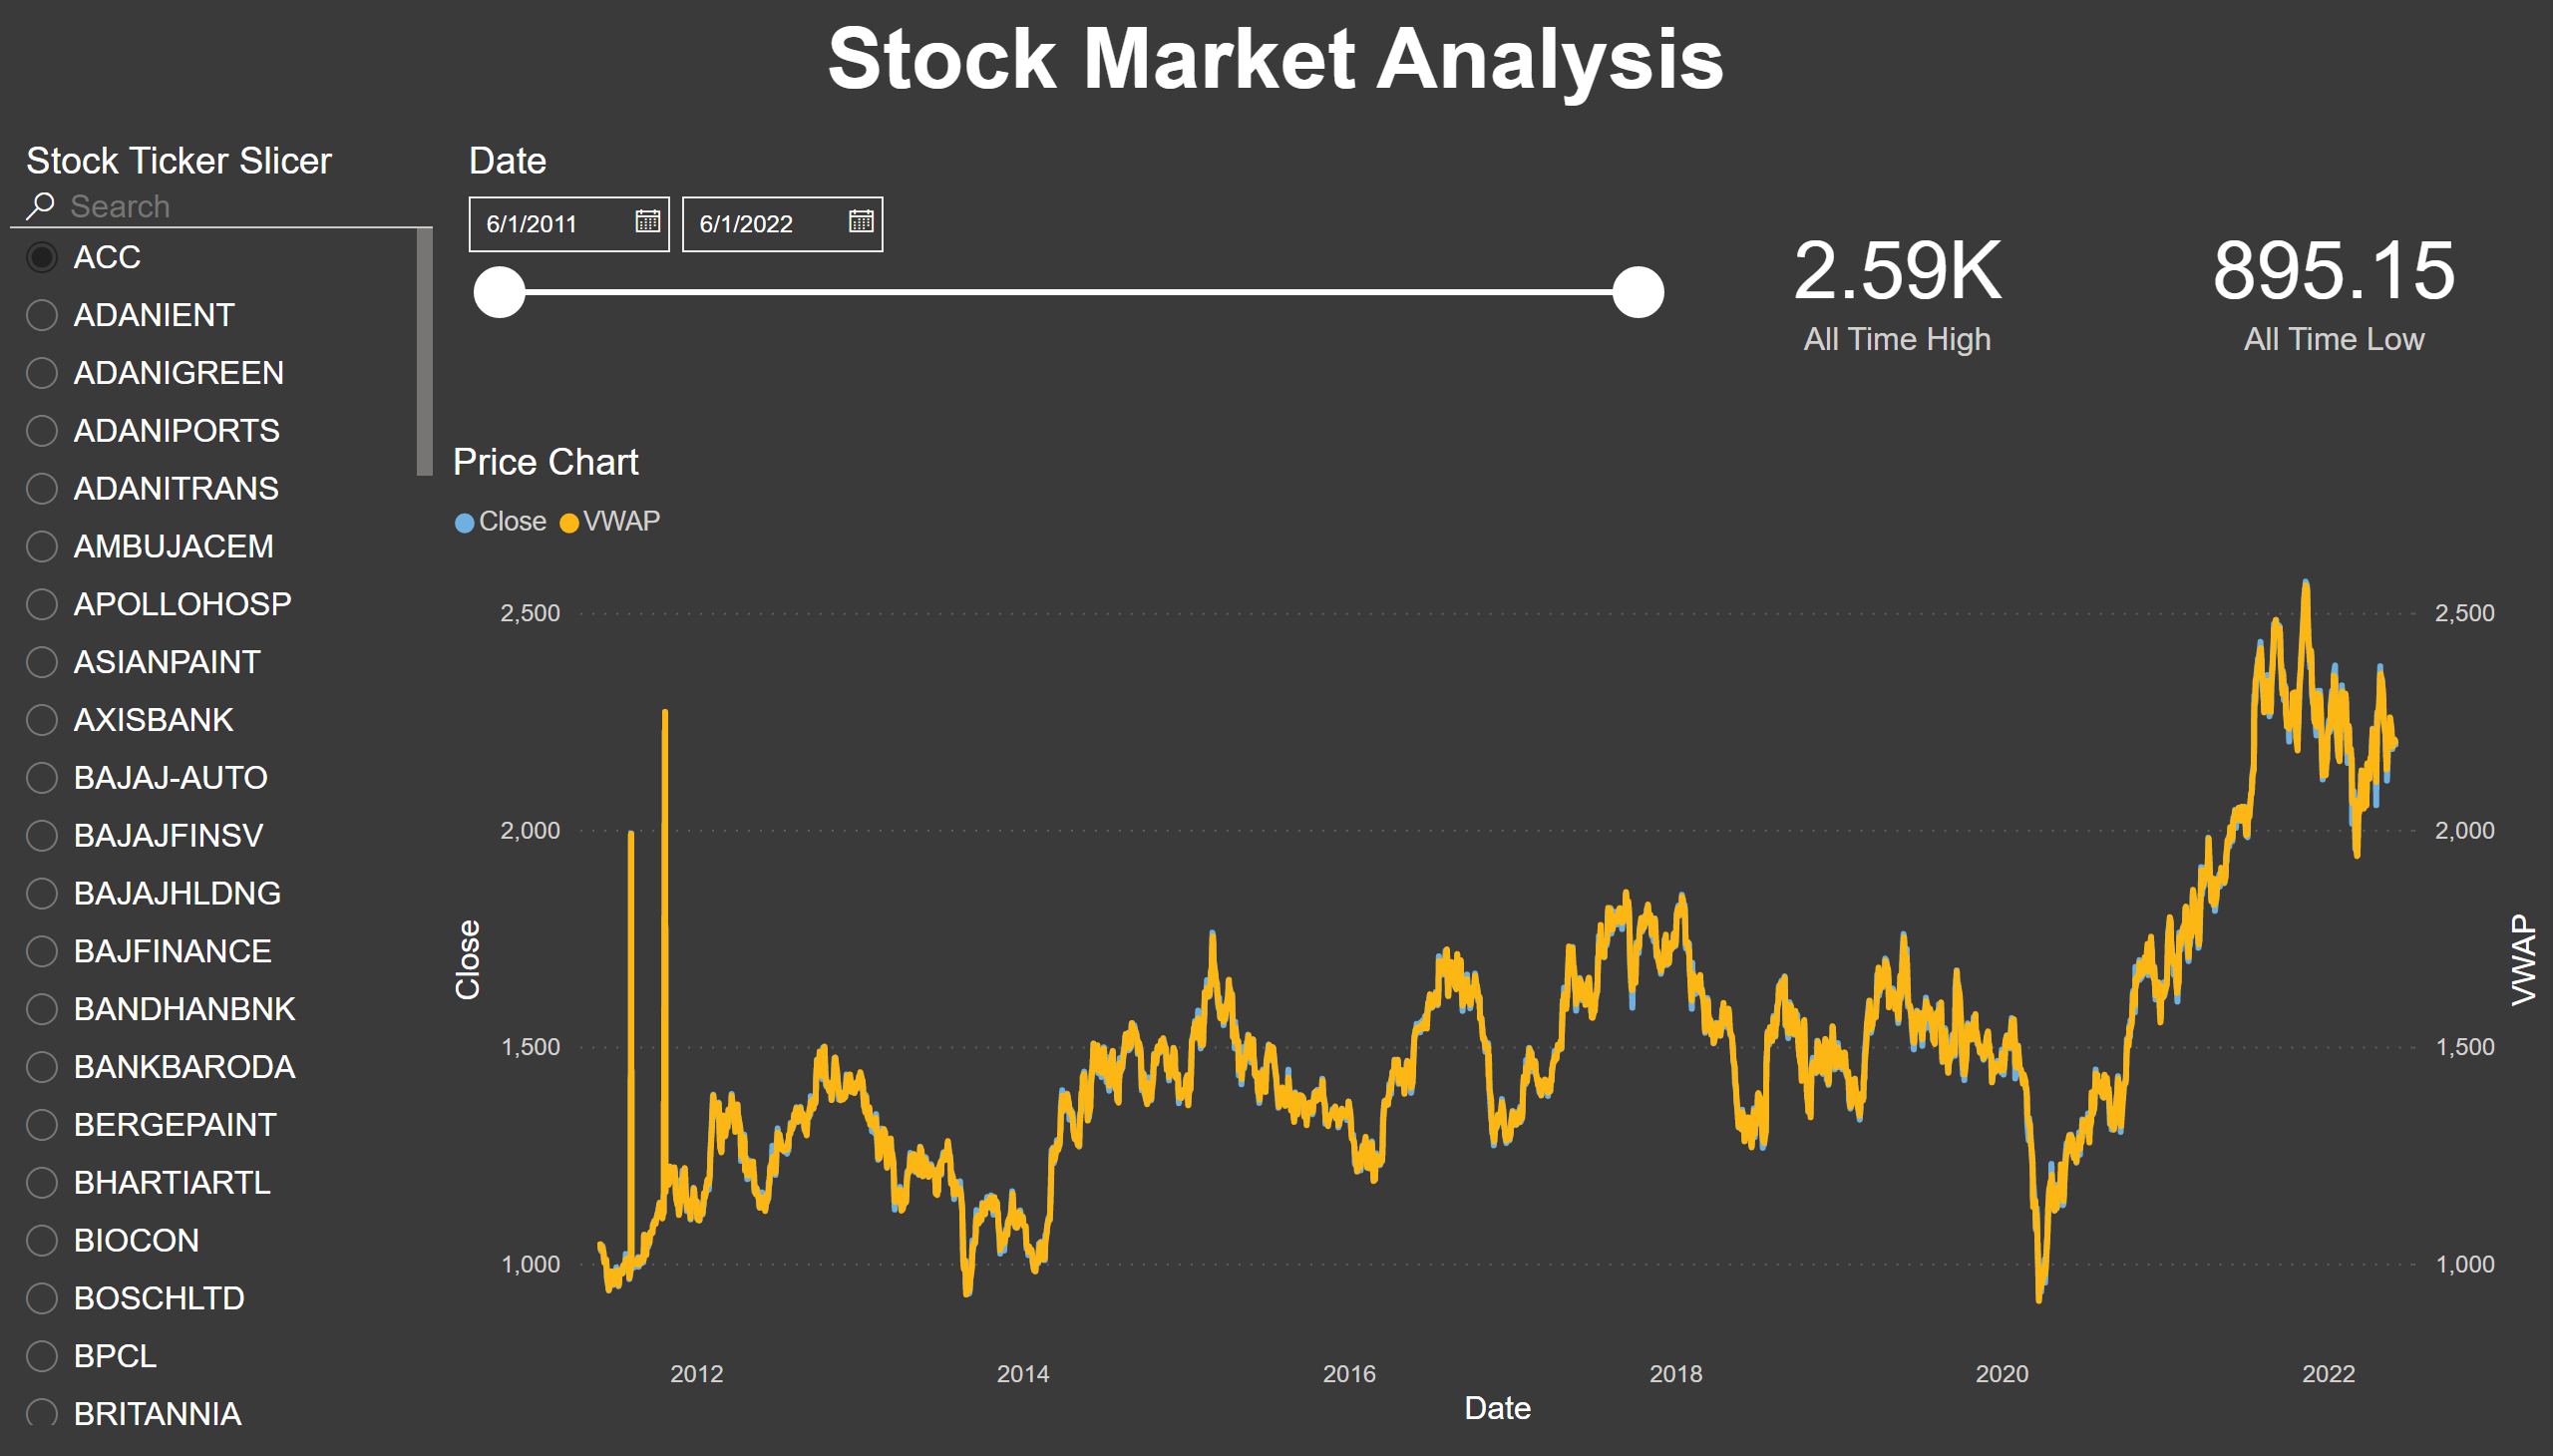 Stock Market Analysis
Stock Ticker Slicer
Search
ACC
ADANIENT
ADANIGREEN
ADANIPORTS
ADANITRANS
AMBUJACEM
APOLLOHOSP
ASIANPAINT
AXISBANK
BAJAJ-AUTO
BAJAJFINSV
BAJAJHLDNG
BAJFINANCE
BANDHANBNK
BANKBARODA
BERGEPAINT
BHARTIARTL
BIOCON
BOSCHLTD
BPCL
BRITANNIA
Date
6/1/2011 6/1/2022
2.59K
All Time High
895.15
All Time Low
Price Chart
Close VWAP
2,500 2,500
2,000 2,000
1,500 1,500
1,000 1,000
Close
VWAP
2012 2014 2016 2018 2020 2022
Date